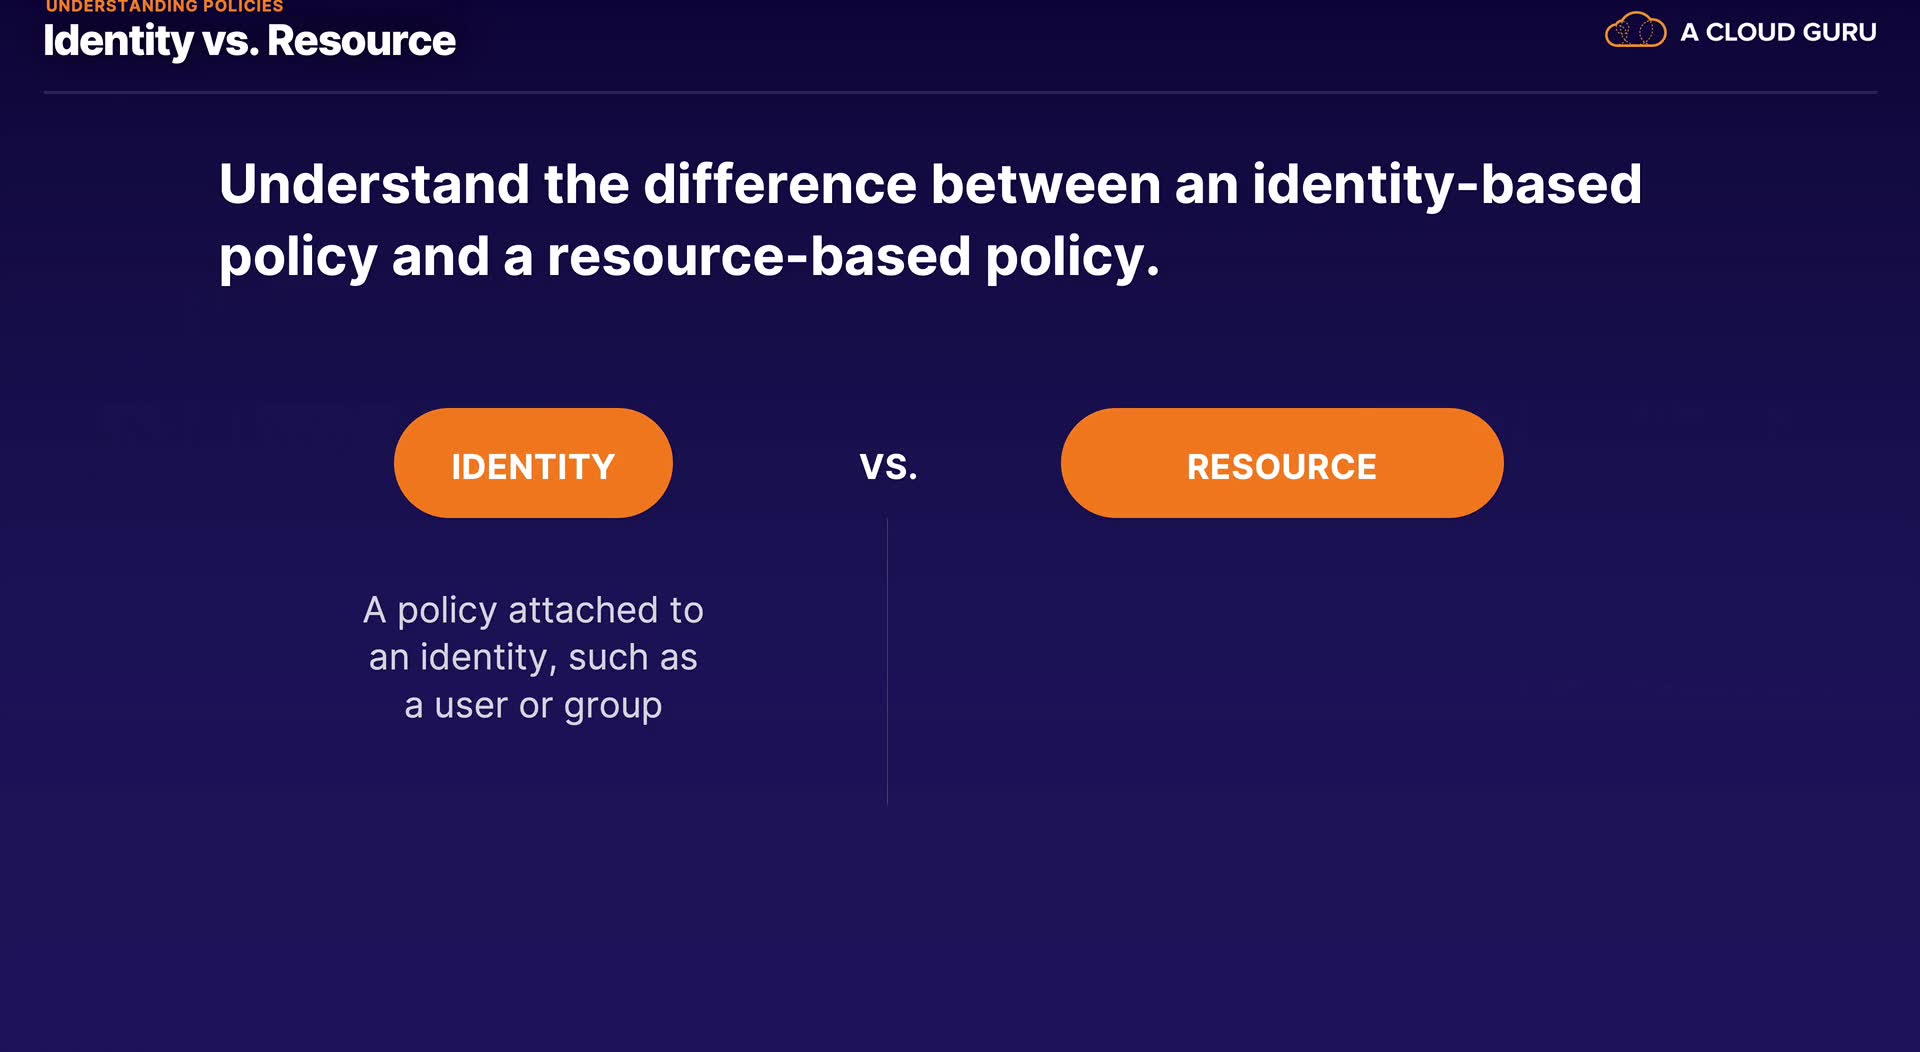 UNDERSTANDING POLICIES
Identity vs. Resource
A CLOUD GURU
Understand the difference between an identity-based
policy and a resource-based policy.
IDENTITY
VS.
RESOURCE
A policy attached to
an identity, such as
a user or group